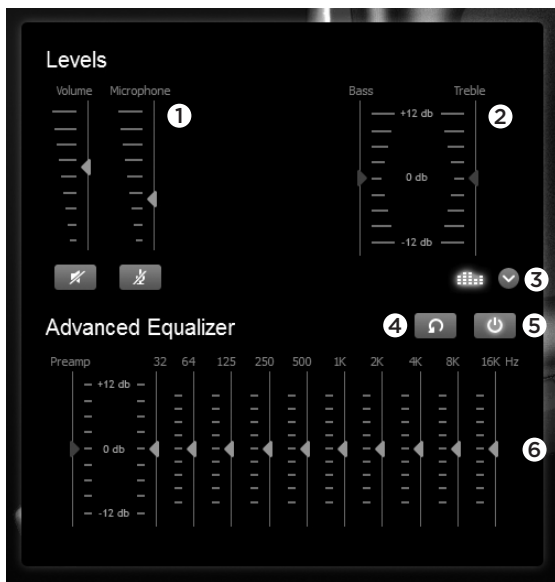 Levels
Volume Microphone 1 Bass Treble
+12 db 2
0 db
-12 db
3
Advanced Equalizer 4 5
Preamp 32 64 125 250 500 1K 2K 4K 8K 16K Hz
+12 db
0 db 6
-12 db